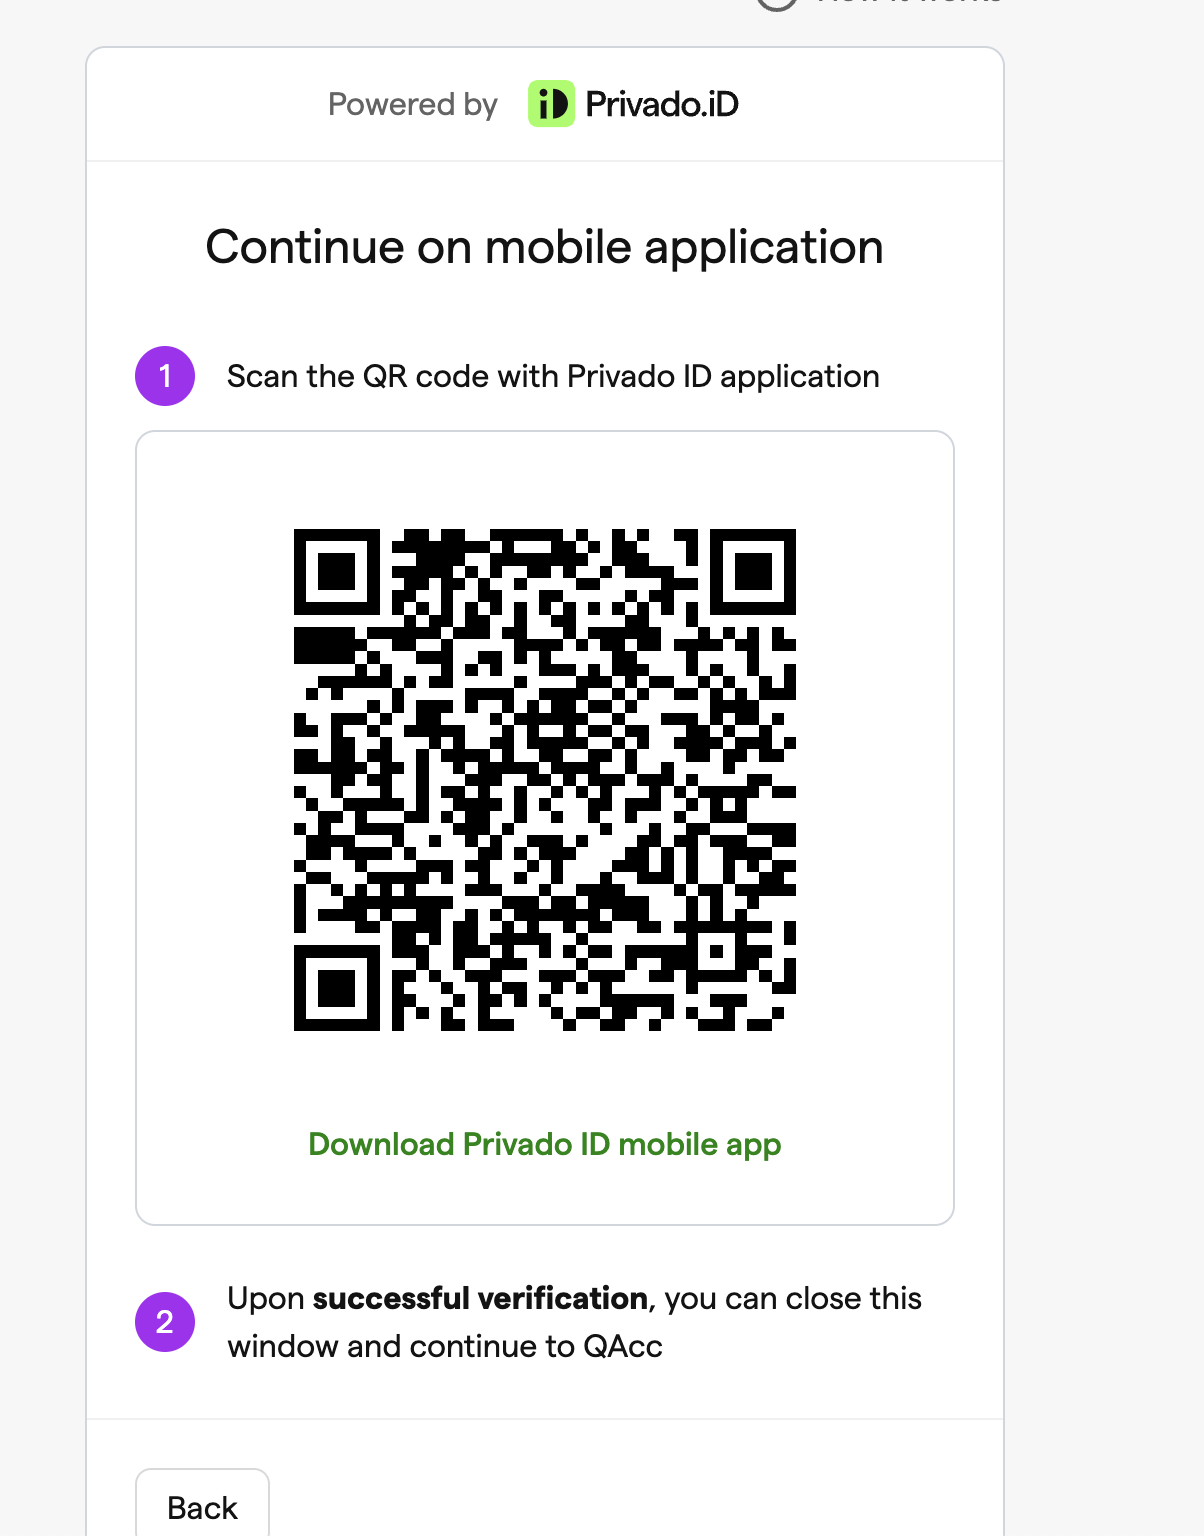 Powered by iD Privado.iD
Continue on mobile application
1 Scan the QR code with Privado ID application
Download Privado ID mobile app
2 Upon successful verification, you can close this
window and continue to QAcc
Back